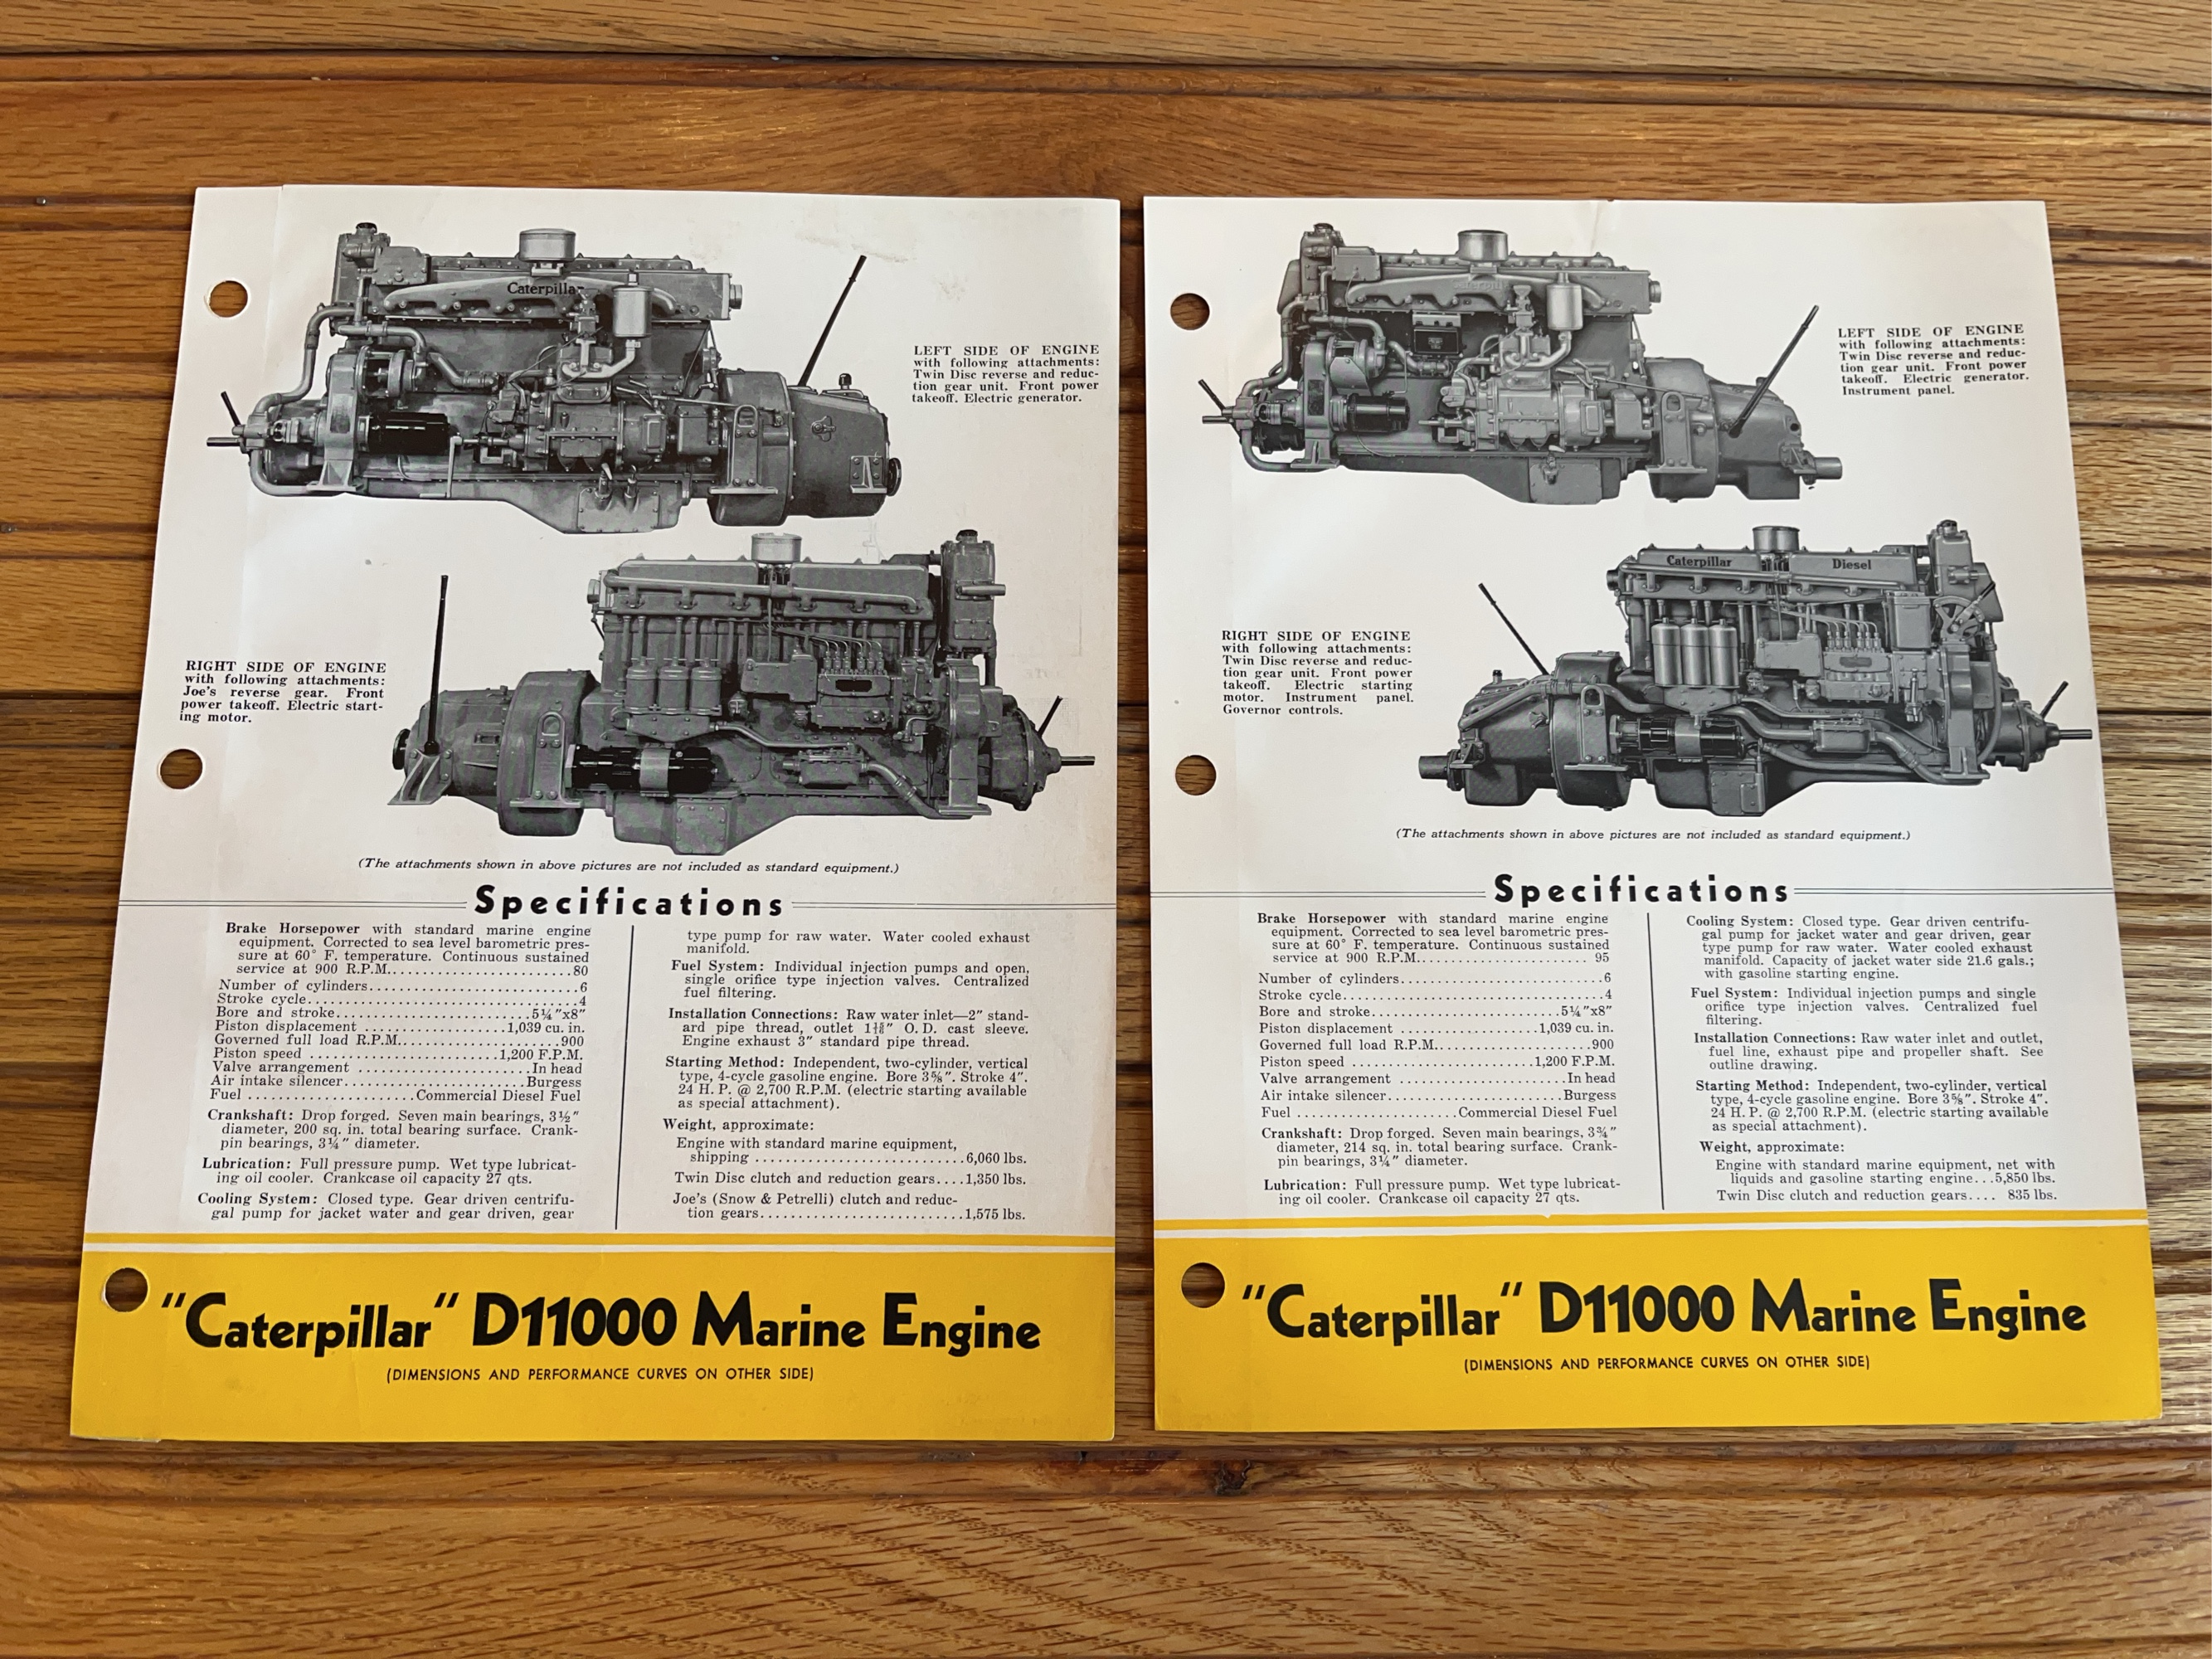 Caterpillar
LEFT SIDE OF ENGINE
with following attachments:
Twin Disc reverse and reduc-
tion gear unit. Front power
takeoff. Electric generator.
RIGHT SIDE OF ENGINE
with following attachments:
Joe's reverse gear. Front
power takeoff. Electric start-
ing motor.
(The attachments shown in above pictures are not included as standard equipment.)
Specifications
Brake Horsepower with standard marine engine
equipment. Corrected to sea level barometric pres-
sure at 60° F. temperature. Continuous sustained
service at 900 R.P.M.......................80
Number of cylinders..........................6
Stroke cycle..................................4
Bore and stroke........................5¼"x8"
Piston displacement ..................1,039 cu. in.
Governed full load R.P.M....................900
Piston speed ........................1,200 F.P.M.
Valve arrangement .....................In head
Air intake silencer.......................Burgess
Fuel .....................Commercial Diesel Fuel
Crankshaft: Drop forged. Seven main bearings, 3½"
diameter, 200 sq. in. total bearing surface. Crank-
pin bearings, 3¼" diameter.
Lubrication: Full pressure pump. Wet type lubricat-
ing oil cooler. Crankcase oil capacity 27 qts.
Cooling System: Closed type. Gear driven centrifu-
gal pump for jacket water and gear driven, gear
type pump for raw water. Water cooled exhaust
manifold.
Fuel System: Individual injection pumps and open,
single orifice type injection valves. Centralized
fuel filtering.
Installation Connections: Raw water inlet—2" stand-
ard pipe thread, outlet O.D. cast sleeve.
Engine exhaust 3" standard pipe thread.
Starting Method: Independent, two-cylinder, vertical
type, 4-cycle gasoline engine. Bore 3⅝". Stroke 4".
24 H. P. @ 2,700 R.P.M. (electric starting available
as special attachment).
Weight, approximate:
Engine with standard marine equipment,
shipping ..........................6,060 lbs.
Twin Disc clutch and reduction gears....1,350 lbs.
Joe's (Snow & Petrelli) clutch and reduc-
tion gears.........................1,575 lbs.
"Caterpillar" D11000 Marine Engine
(DIMENSIONS AND PERFORMANCE CURVES ON OTHER SIDE)
Caterpillar
LEFT SIDE OF ENGINE
with following attachments:
Twin Disc reverse and reduc-
tion gear unit. Front power
takeoff. Electric generator.
Instrument panel.
Caterpillar Diesel
RIGHT SIDE OF ENGINE
with following attachments:
Twin Disc reverse and reduc-
tion gear unit. Front power
takeoff. Electric starting
motor. Instrument panel.
Governor controls.
(The attachments shown in above pictures are not included as standard equipment.)
Specifications
Brake Horsepower with standard marine engine
equipment. Corrected to sea level barometric pres-
sure at 60° F. temperature. Continuous sustained
service at 900 R.P.M..................... 95
Number of cylinders..........................6
Stroke cycle.................................4
Bore and stroke........................5¼"x8"
Piston displacement .................1,039 cu. in.
Governed full load R.P.M....................900
Piston speed .......................1,200 F.P.M.
Valve arrangement .....................In head
Air intake silencer.......................Burgess
Fuel .....................Commercial Diesel Fuel
Crankshaft: Drop forged. Seven main bearings, 3¾"
diameter, 214 sq. in. total bearing surface. Crank-
pin bearings, 3¼" diameter.
Lubrication: Full pressure pump. Wet type lubricat-
ing oil cooler. Crankcase oil capacity 27 qts.
Cooling System: Closed type. Gear driven centrifu-
gal pump for jacket water and gear driven, gear
type pump for raw water. Water cooled exhaust
manifold. Capacity of jacket water side 21.6 gals.;
with gasoline starting engine.
Fuel System: Individual injection pumps and single
orifice type injection valves. Centralized fuel
filtering.
Installation Connections: Raw water inlet and outlet,
fuel line, exhaust pipe and propeller shaft. See
outline drawing.
Starting Method: Independent, two-cylinder, vertical
type, 4-cycle gasoline engine. Bore 3⅝". Stroke 4".
24 H. P. @ 2,700 R.P.M. (electric starting available
as special attachment).
Weight, approximate:
Engine with standard marine equipment, net with
liquids and gasoline starting engine...5,850 lbs.
Twin Disc clutch and reduction gears.... 835 lbs.
"Caterpillar" D11000 Marine Engine
(DIMENSIONS AND PERFORMANCE CURVES ON OTHER SIDE)